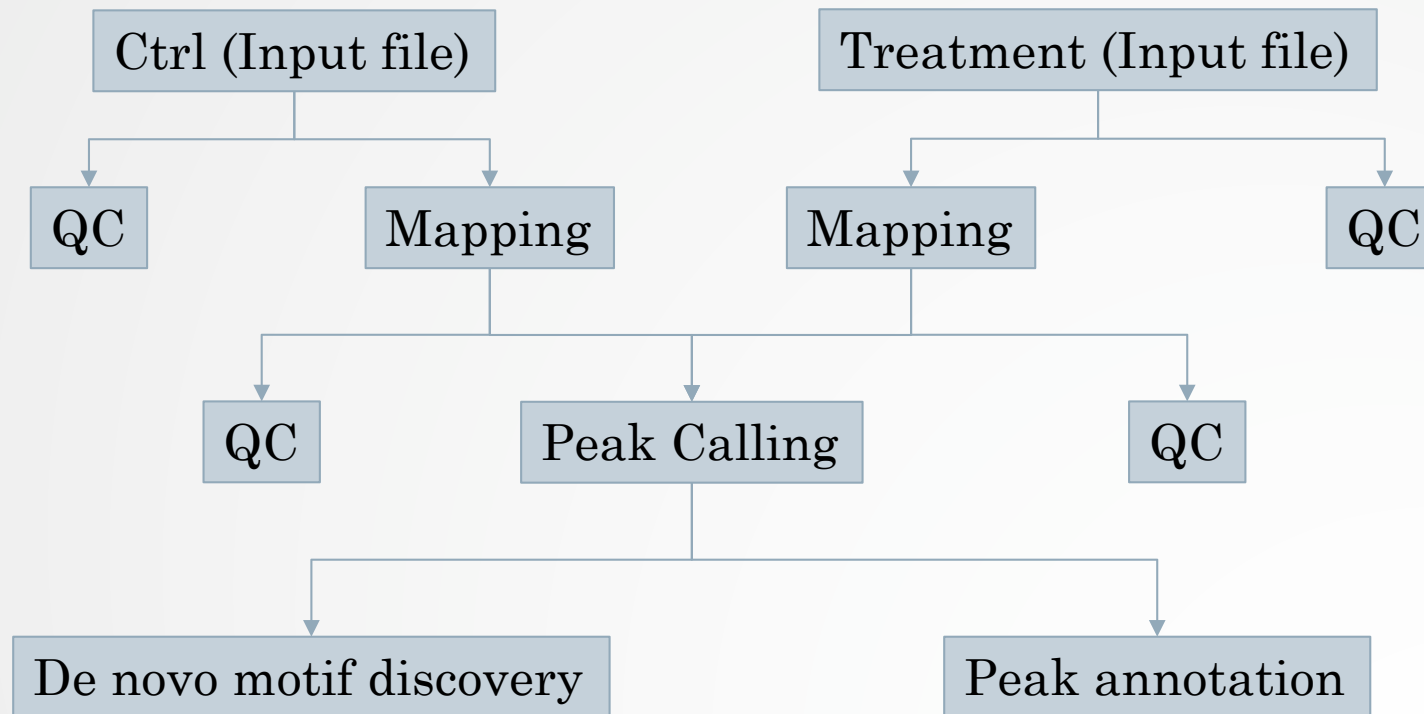 Ctrl (Input file)
Treatment (Input file)
QC
Mapping
Mapping
QC
QC
Peak Calling
QC
De novo motif discovery
Peak annotation